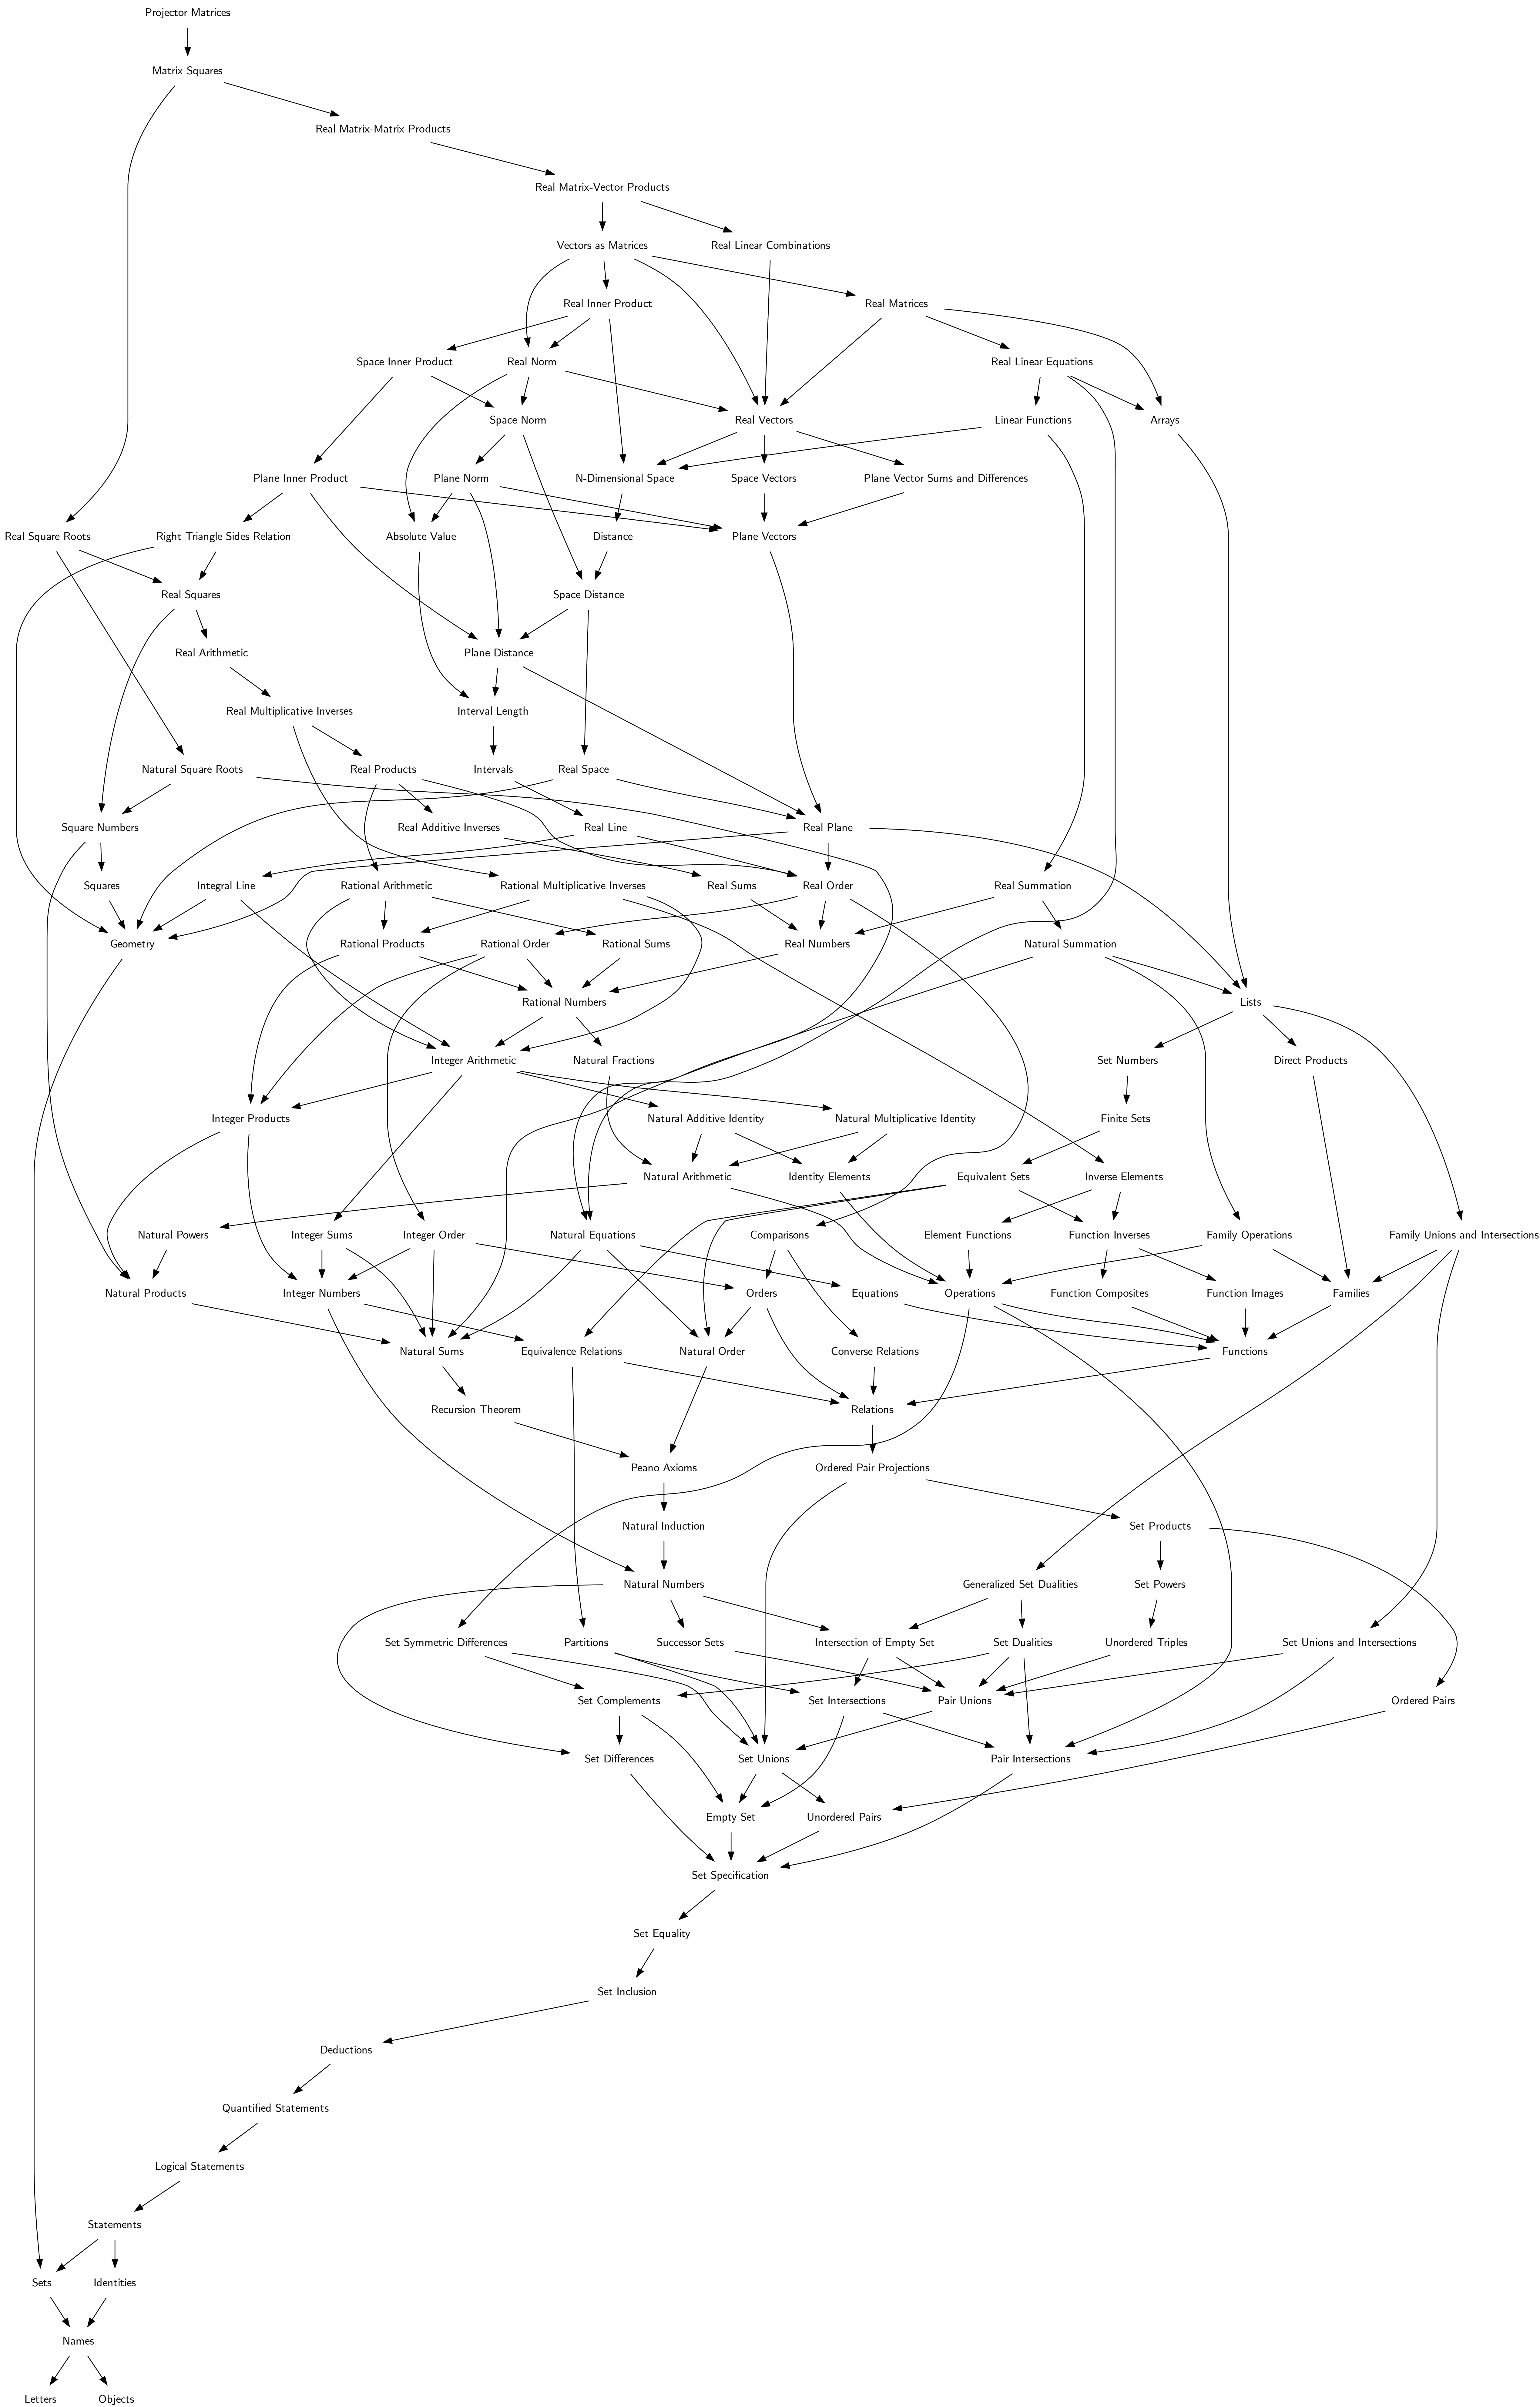 Projector Matrices
Matrix Squares
Real Matrix-Matrix Products
Real Matrix-Vector Products
Vectors as Matrices
Real Linear Combinations
Real Inner Product
Real Matrices
Space Inner Product
Real Norm
Real Linear Equations
Space Norm
Real Vectors
Linear Functions
Arrays
Plane Inner Product
Plane Norm
N-Dimensional Space
Space Vectors
Plane Vector Sums and Differences
Real Square Roots
Right Triangle Sides Relation
Absolute Value
Distance
Plane Vectors
Real Squares
Space Distance
Real Arithmetic
Plane Distance
Real Multiplicative Inverses
Interval Length
Natural Square Roots
Real Products
Intervals
Real Space
Square Numbers
Real Additive Inverses
Real Line
Real Plane
Squares
Integral Line
Rational Arithmetic
Rational Multiplicative Inverses
Real Sums
Real Order
Real Summation
Geometry
Rational Products
Rational Order
Rational Sums
Real Numbers
Natural Summation
Rational Numbers
Lists
Integer Arithmetic
Natural Fractions
Set Numbers
Direct Products
Integer Products
Natural Additive Identity
Natural Multiplicative Identity
Finite Sets
Natural Arithmetic
Identity Elements
Equivalent Sets
Inverse Elements
Natural Powers
Integer Sums
Integer Order
Natural Equations
Comparisons
Element Functions
Function Inverses
Family Operations
Family Unions and Intersections
Natural Products
Integer Numbers
Orders
Equations
Operations
Function Composites
Function Images
Families
Natural Sums
Equivalence Relations
Natural Order
Converse Relations
Functions
Recursion Theorem
Relations
Peano Axioms
Ordered Pair Projections
Natural Induction
Set Products
Natural Numbers
Generalized Set Dualities
Set Powers
Set Symmetric Differences
Partitions
Successor Sets
Intersection of Empty Set
Set Dualities
Unordered Triples
Set Unions and Intersections
Set Complements
Set Intersections
Pair Unions
Ordered Pairs
Set Differences
Set Unions
Pair Intersections
Empty Set
Unordered Pairs
Set Specification
Set Equality
Set Inclusion
Deductions
Quantified Statements
Logical Statements
Statements
Sets
Identities
Names
Letters
Objects